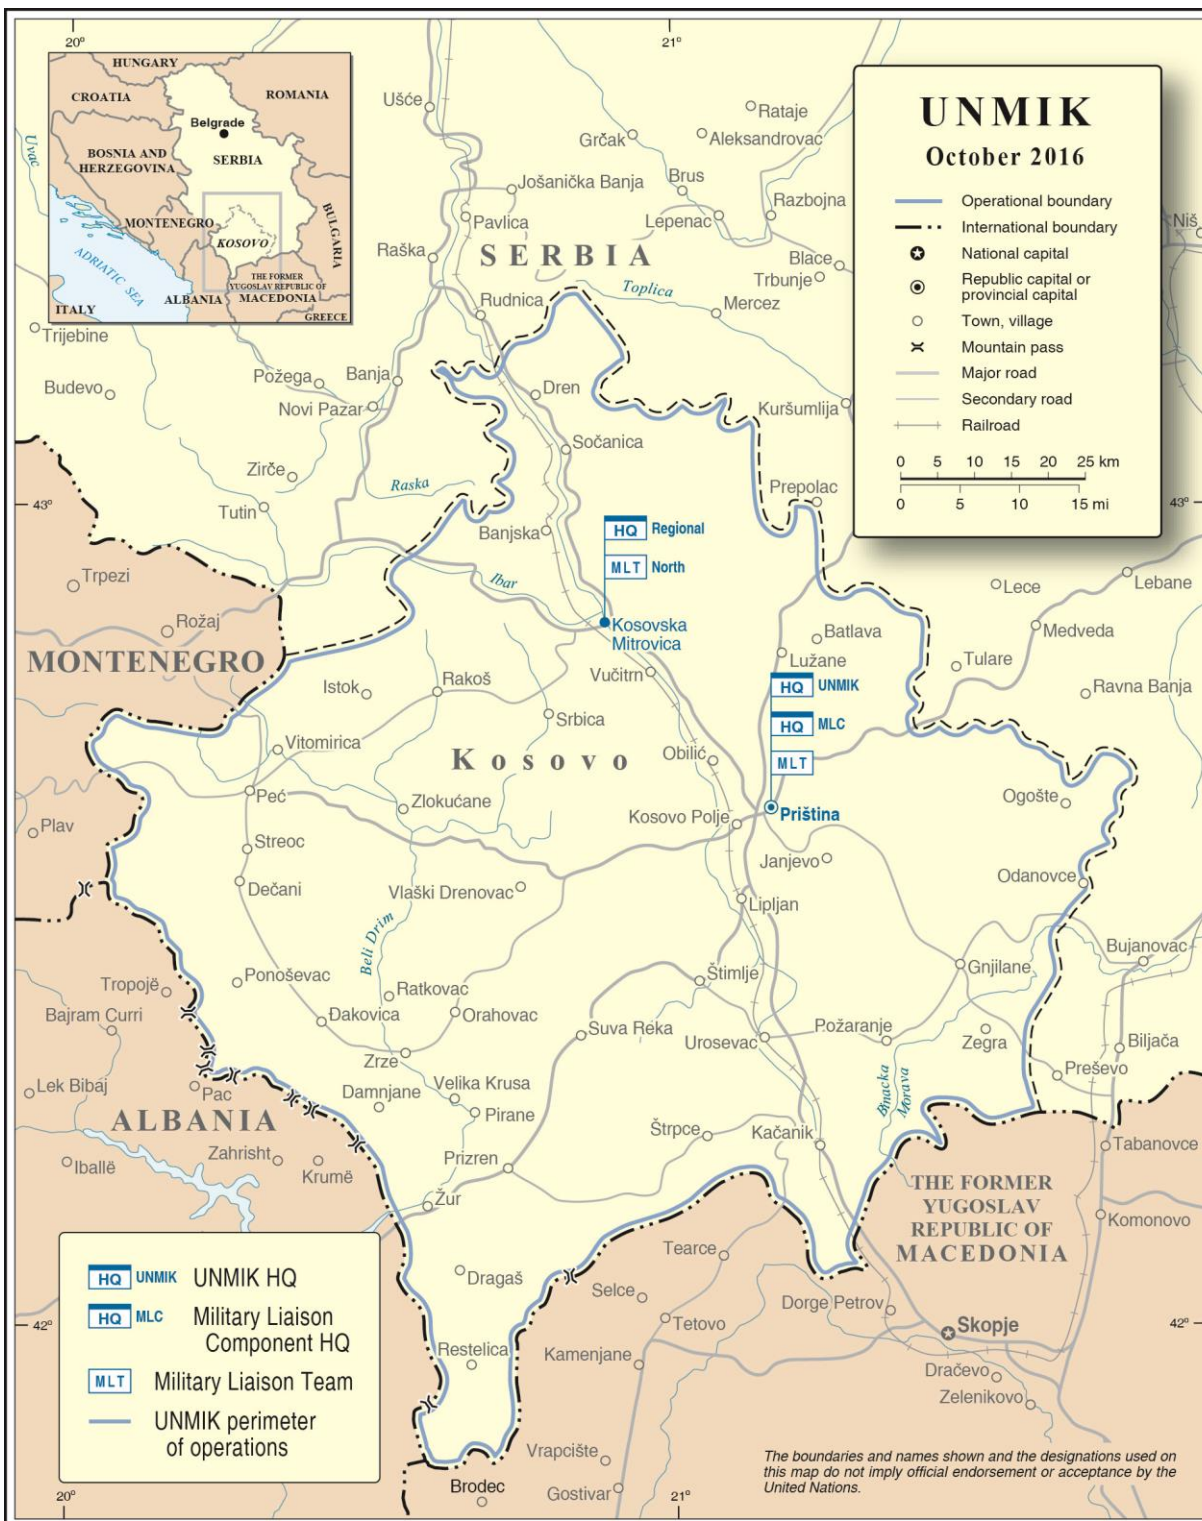 20°
21°
HUNGARY
CROATIA
ROMANIA
Belgrade
BOSNIA AND
HERZEGOVINA
SERBIA
MONTENEGRO
KOSOVO
BULGARIA
ADRIATIC SEA
THE FORMER
YUGOSLAV REPUBLIC OF
MACEDONIA
ALBANIA
ITALY
GREECE
UNMIK
October 2016
Operational boundary
International boundary
National capital
Republic capital or
provincial capital
Town, village
Mountain pass
Major road
Secondary road
Railroad
0 5 10 15 20 25 km
0 5 10 15 mi
Uvac
Ušće
Rataje
Grčak
Aleksandrovac
Jošanička Banja
Brus
Razbojna
Pavlica
Lepenac
Niš
Raška
SERBIA
Blace
Trbunje
Toplica
Rudnica
Mercez
Trijebine
Budevo
Požega
Banja
Dren
Novi Pazar
Kuršumlija
Sočanica
Zirče
Raska
Prepolac
43°
43°
Tutin
Banjska
HQ Regional
Ibar
MLT North
Trpezi
Lece
Lebane
Rožaj
Kosovska
Mitrovica
Batlava
Medveda
MONTENEGRO
Lužane
Vučitrn
Tulare
Istok
Rakoš
HQ UNMIK
Ravna Banja
Srbica
HQ MLC
Vitomirica
Kosovo
Obilić
MLT
Peć
Zlokućane
Ogošte
Priština
Kosovo Polje
Plav
Streoc
Janjevo
Dečani
Vlaški Drenovac
Odanovce
Lipljan
Beli Drim
Bujanovac
Gnjilane
Ponoševac
Štimlje
Tropojë
Ratkovac
Bajram Curri
Đakovica
Orahovac
Suva Reka
Urosevac
Požaranje
Zegra
Biljača
Zrze
Preševo
Lek Bibaj
Pac
Damnjane
Velika Krusa
Binacka
Morava
ALBANIA
Pirane
Štrpce
Kačanik
Tabanovce
Iballë
Zahrisht
Krumë
Prizren
THE FORMER
YUGOSLAV
REPUBLIC OF
MACEDONIA
Žur
Komonovo
Tearce
HQ UNMIK UNMIK HQ
Dragaš
Selce
HQ MLC Military Liaison
Component HQ
Dorge Petrov
Tetovo
Skopje
42°
42°
Restelica
Kamenjane
MLT Military Liaison Team
Dračevo
Zelenikovo
UNMIK perimeter
of operations
Vrapcište
Brodec
Gostivar
The boundaries and names shown and the designations used on
this map do not imply official endorsement or acceptance by the
United Nations.
20°
21°